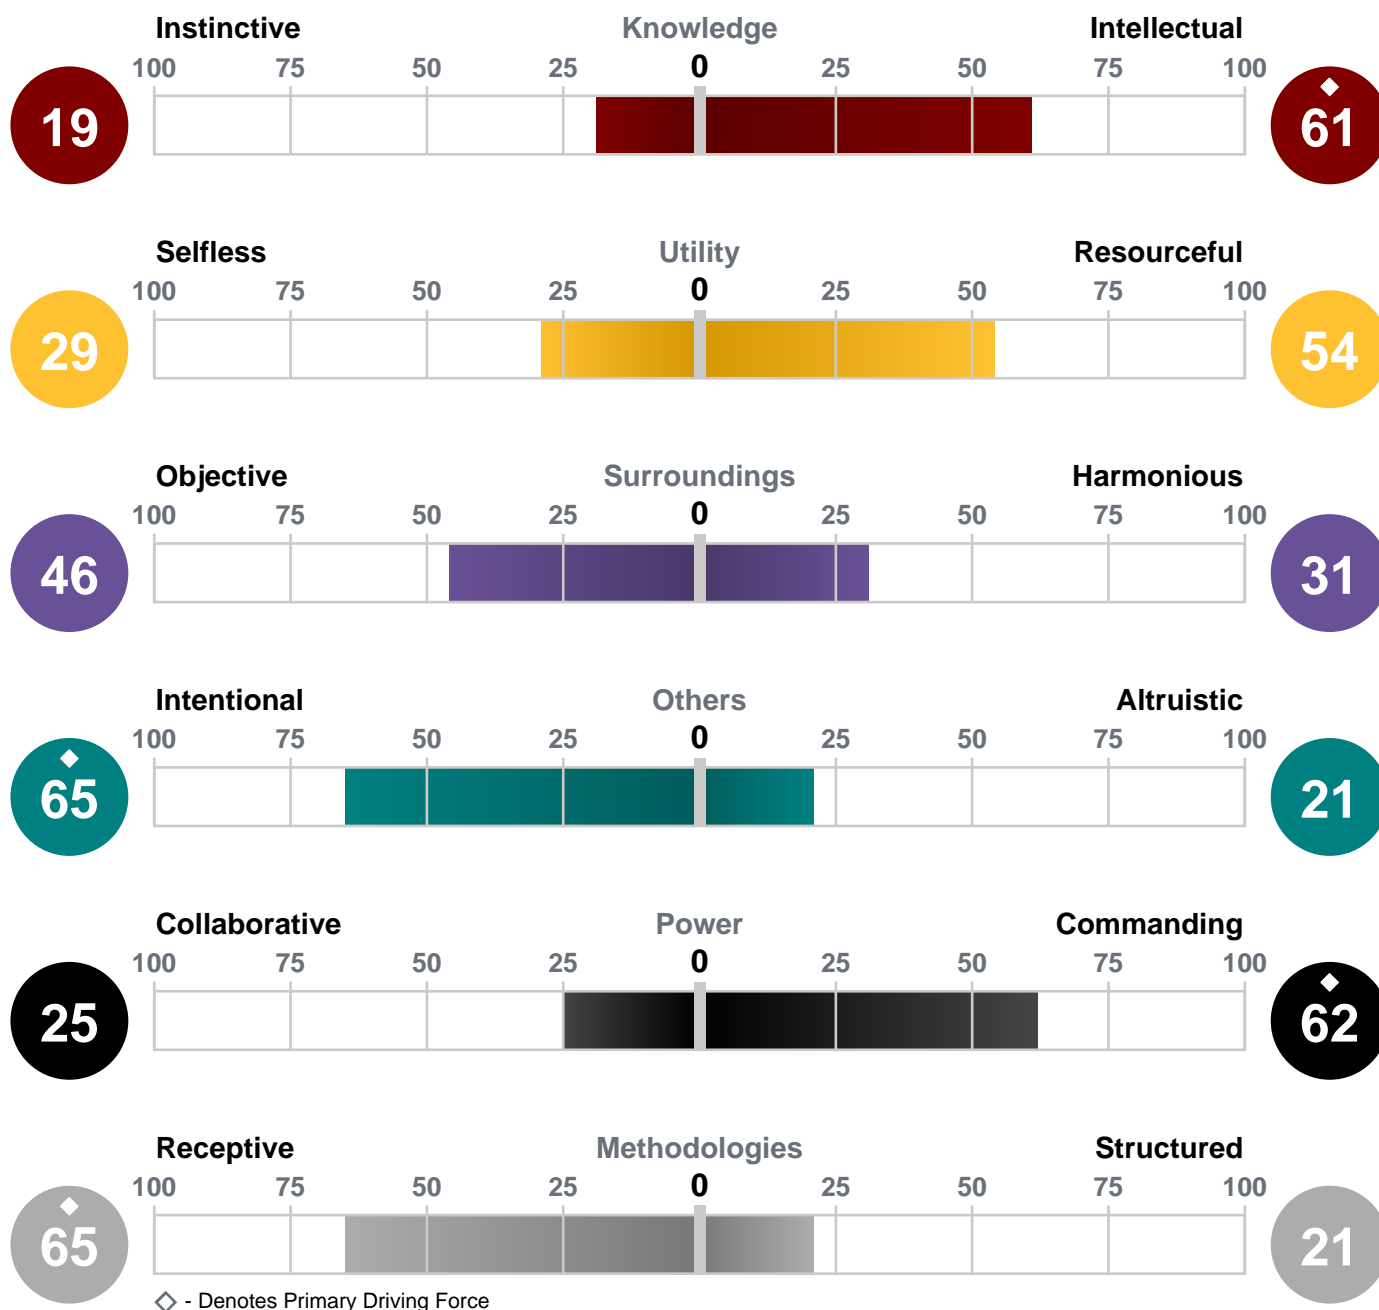 Instinctive Knowledge Intellectual
100 75 50 25 0 25 50 75 100
19 61
Selfless Utility Resourceful
100 75 50 25 0 25 50 75 100
29 54
Objective Surroundings Harmonious
100 75 50 25 0 25 50 75 100
46 31
Intentional Others Altruistic
100 75 50 25 0 25 50 75 100
65 21
Collaborative Power Commanding
100 75 50 25 0 25 50 75 100
25 62
Receptive Methodologies Structured
100 75 50 25 0 25 50 75 100
65 21
- Denotes Primary Driving Force